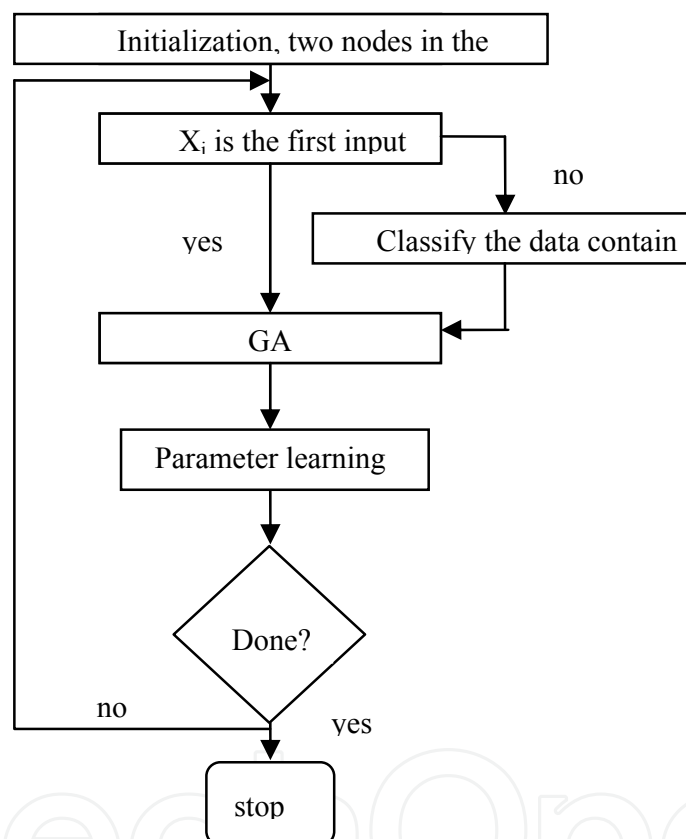 Initialization, two nodes in the
Xi is the first input
no
yes
Classify the data contain
GA
Parameter learning
Done?
no
yes
stop